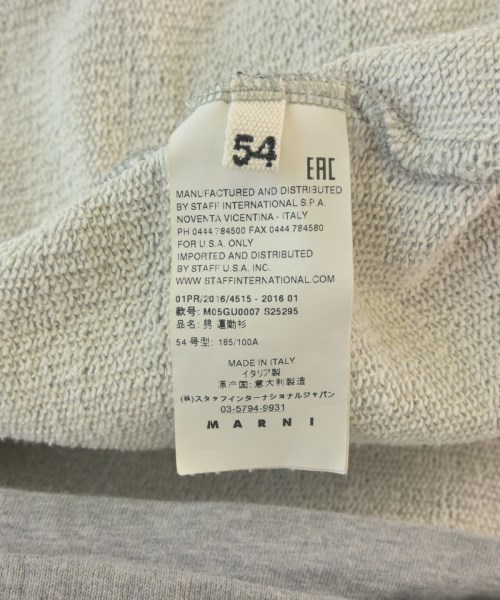 54
EAC
MANUFACTURED AND DISTRIBUTED
BY STAFF INTERNATIONAL S.P.A.
NOVENTA VICENTINA - ITALY
PH 0444 784500 FAX 0444 784580
FOR U.S.A. ONLY
IMPORTED AND DISTRIBUTED
BY STAFF U.S.A. INC.
WWW.STAFFINTERNATIONAL.COM
01PR/2016/4515 - 2016 01
款号: M05GU0007 S25295
品名: 男 運動衫
54 号型: 185/100A
MADE IN ITALY
イタリア製
原产国: 意大利製造
(株)スタッフインターナショナルジャパン
03-5794-9931
MARNI